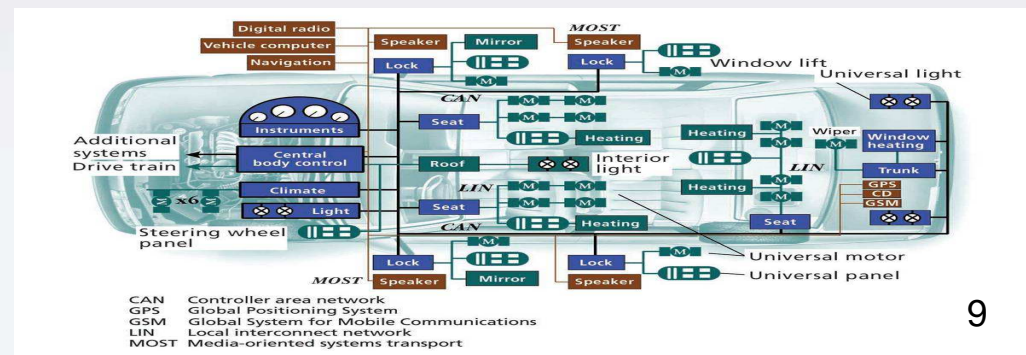 Digital radio
Vehicle computer
Navigation
MOST
Speaker
Mirror
Speaker
Lock
Lock
M
M
Window lift
Universal light
CAN
Seat
M
M
M
M
Heating
Heating
M
M
Wiper
M
Window
heating
Instruments
Additional
systems
Drive train
Central
body control
Roof
Interior
light
LIN
Trunk
Climate
LIN
Seat
M
M
M
M
Heating
M
M
GPS
CD
GSM
M
x6
M
Light
CAN
Heating
Seat
Steering wheel
panel
M
M
Universal motor
Lock
Lock
Universal panel
MOST
Speaker
Mirror
Speaker
CAN Controller area network
GPS Global Positioning System
GSM Global System for Mobile Communications
LIN Local interconnect network
MOST Media-oriented systems transport
9